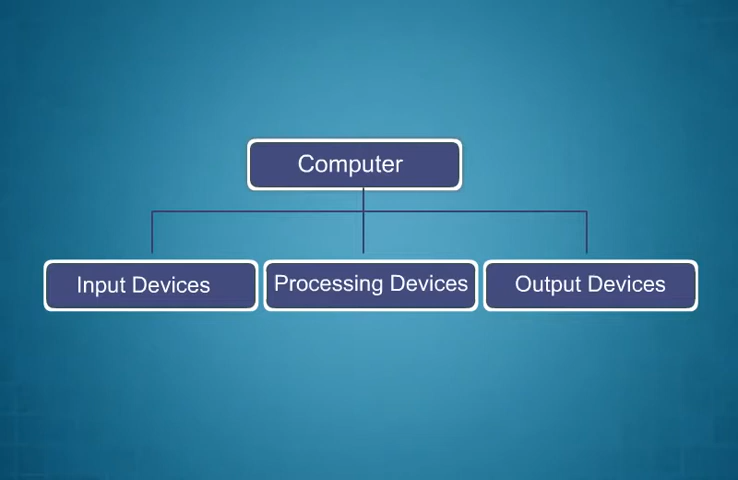 Computer
Input Devices
Processing Devices
Output Devices